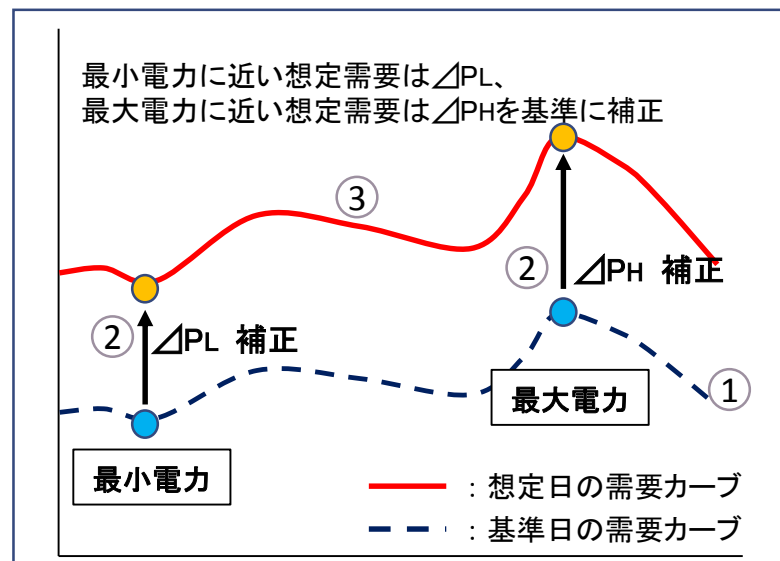 最小電力に近い想定需要は⊿PL、
最大電力に近い想定需要は⊿PHを基準に補正
③
②
⊿PH 補正
②
⊿PL 補正
①
最大電力
最小電力
：想定日の需要カーブ
：基準日の需要カーブ